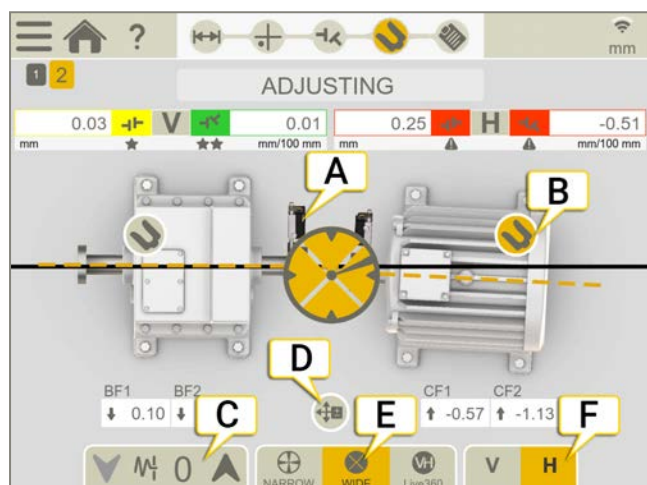 ?
mm
1 2
ADJUSTING
0.03 V 0.01 0.25 H -0.51
mm mm/100 mm mm mm/100 mm
A
B
D
BF1 BF2 CF1 CF2
0.10 -0.57 -1.13
C
E
F
0 V H
NARROW WIDE VH Live360